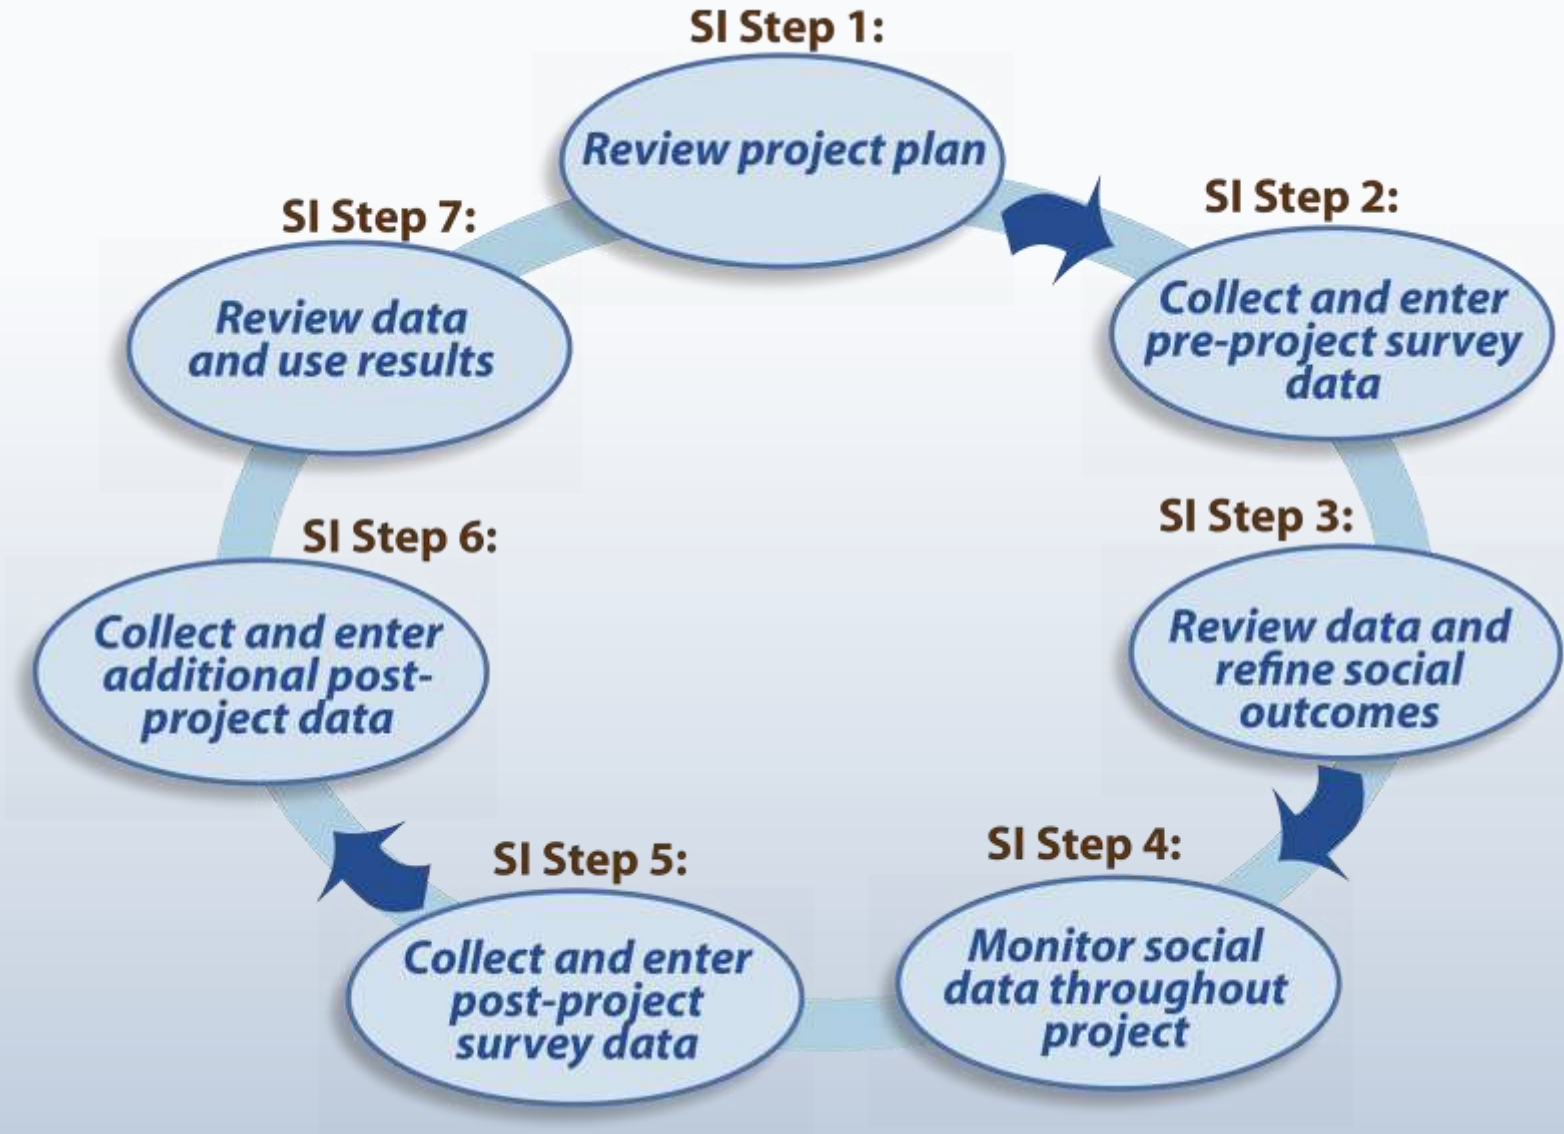 SI Step 1:
Review project plan
SI Step 2:
Collect and enter
pre-project survey
data
SI Step 3:
Review data and
refine social
outcomes
SI Step 4:
Monitor social
data throughout
project
SI Step 5:
Collect and enter
post-project
survey data
SI Step 6:
Collect and enter
additional post-
project data
SI Step 7:
Review data
and use results